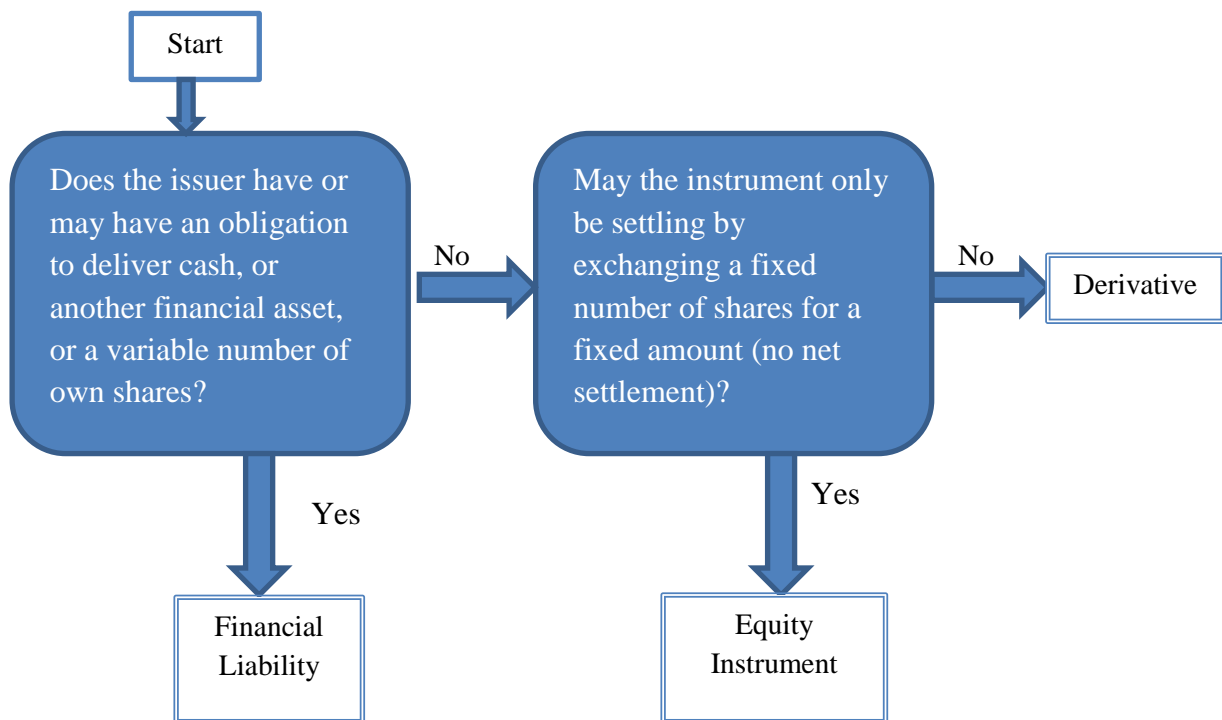 Start
Does the issuer have or
may have an obligation
to deliver cash, or
another financial asset,
or a variable number of
own shares?
No
May the instrument only
be settling by
exchanging a fixed
number of shares for a
fixed amount (no net
settlement)?
No
Derivative
Yes
Yes
Financial
Liability
Equity
Instrument